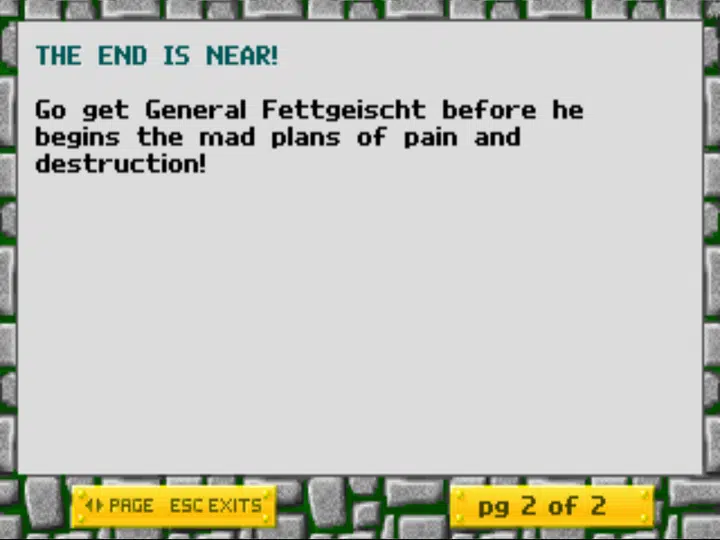 THE END IS NEAR!
Go get General Fettgeischt before he
begins the mad plans of pain and
destruction!
PAGE ESC EXITS
pg 2 of 2